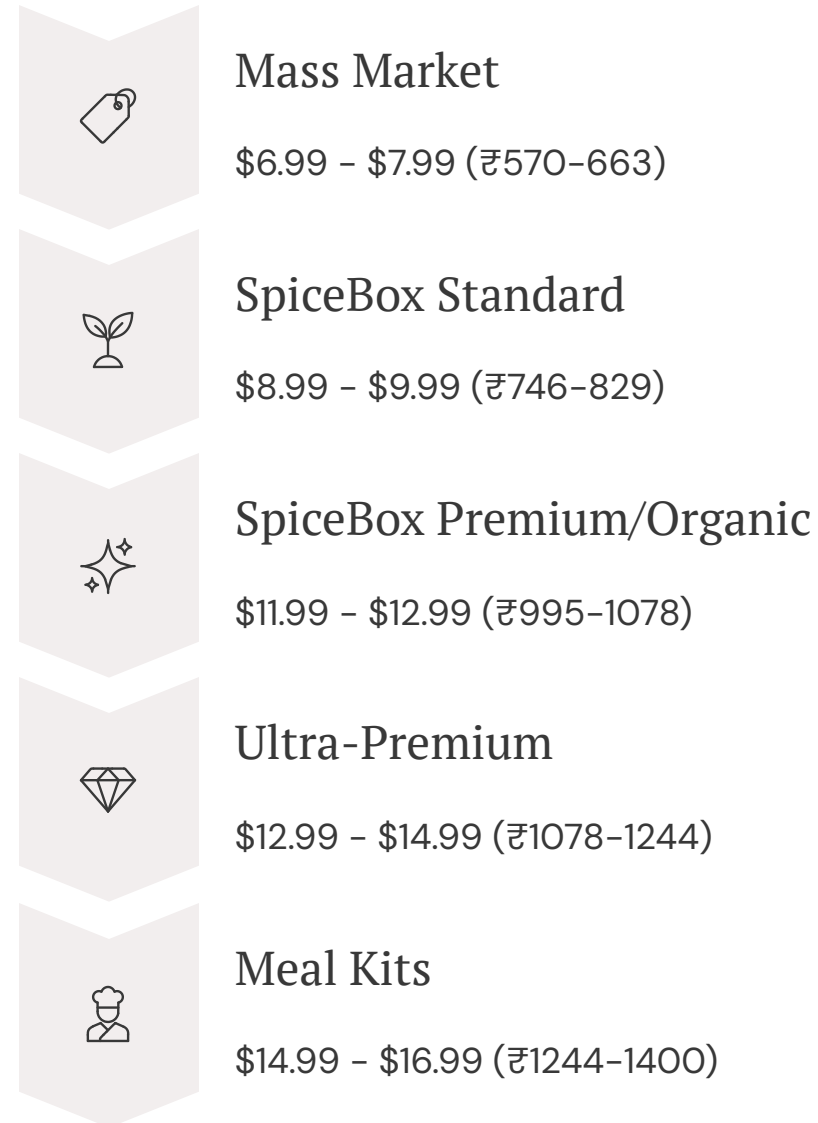 Mass Market
$6.99 – $7.99 (₹570–663)
SpiceBox Standard
$8.99 – $9.99 (₹746–829)
SpiceBox Premium/Organic
$11.99 – $12.99 (₹995–1078)
Ultra-Premium
$12.99 – $14.99 (₹1078–1244)
Meal Kits
$14.99 – $16.99 (₹1244–1400)